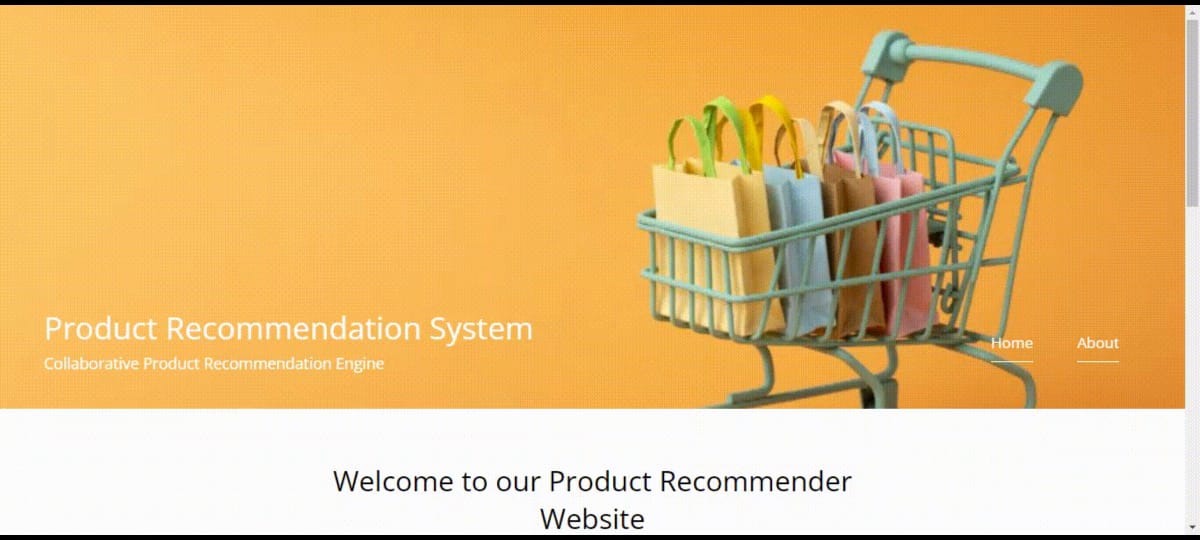 Product Recommendation System
Collaborative Product Recommendation Engine
Home About
Welcome to our Product Recommender
Website